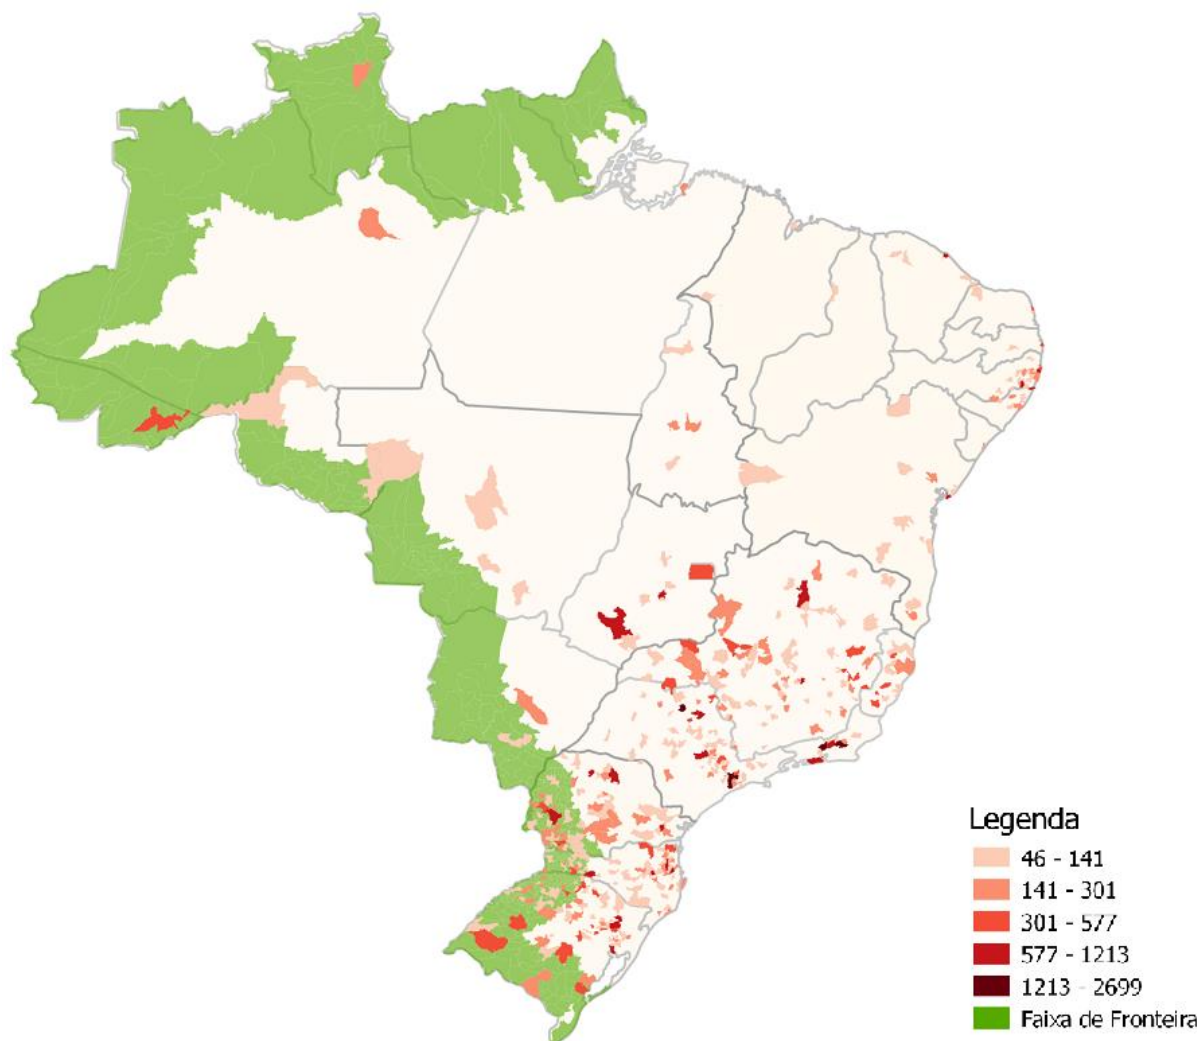 Legenda
46 - 141
141 - 301
301 - 577
577 - 1213
1213 - 2699
Faixa de Fronteira